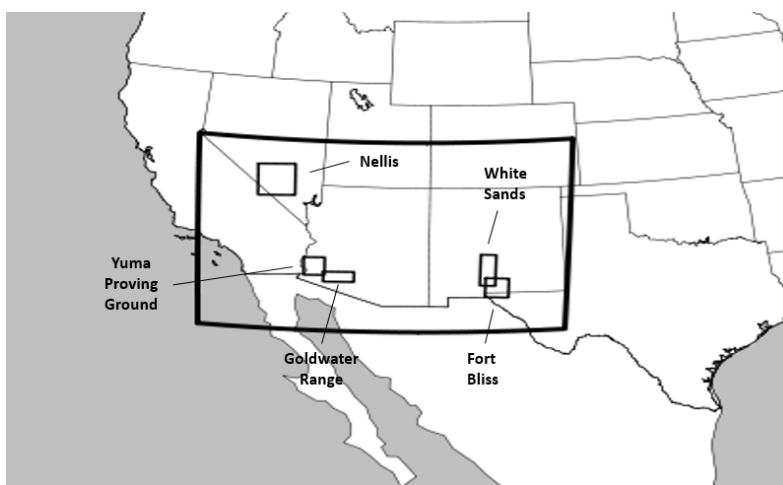 Nellis
White
Sands
Yuma
Proving
Ground
Goldwater
Range
Fort
Bliss